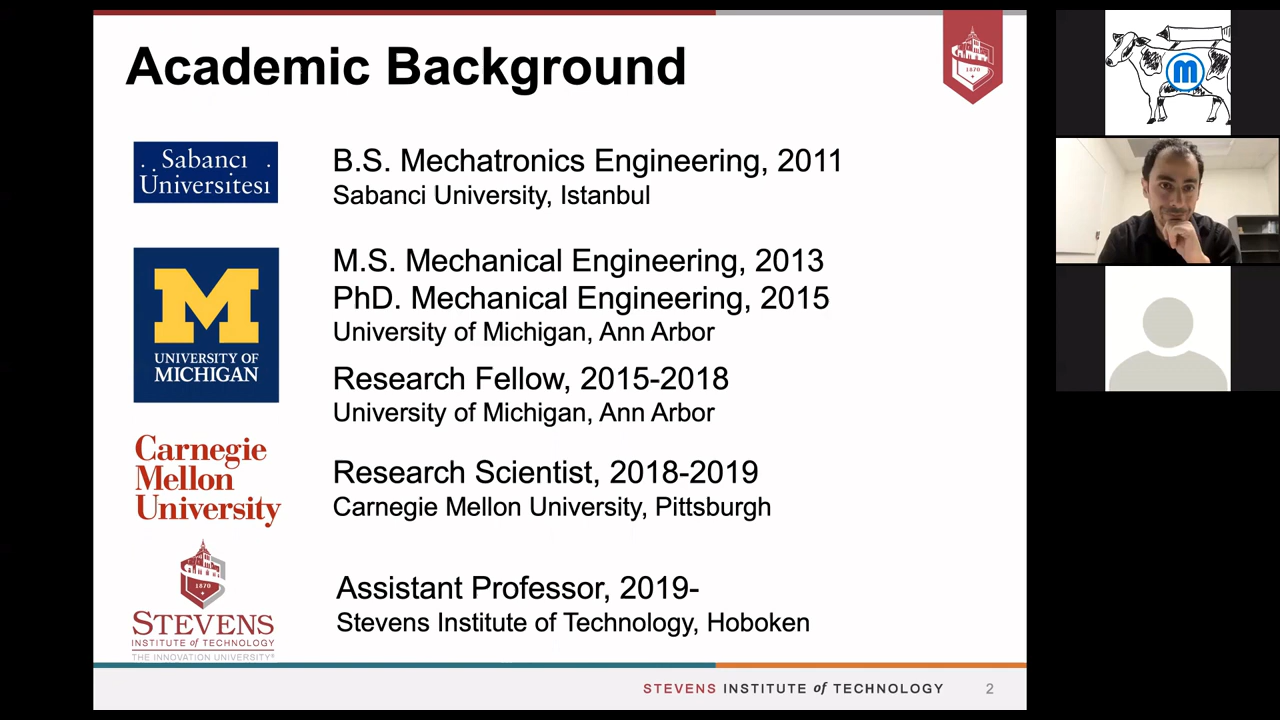 Academic Background
1870
. Sabancı .
Üniversitesi
B.S. Mechatronics Engineering, 2011
Sabanci University, Istanbul
M
UNIVERSITY OF
MICHIGAN
M.S. Mechanical Engineering, 2013
PhD. Mechanical Engineering, 2015
University of Michigan, Ann Arbor
Research Fellow, 2015-2018
University of Michigan, Ann Arbor
Carnegie
Mellon
University
Research Scientist, 2018-2019
Carnegie Mellon University, Pittsburgh
1870
STEVENS
INSTITUTE of TECHNOLOGY
THE INNOVATION UNIVERSITY®
Assistant Professor, 2019-
Stevens Institute of Technology, Hoboken
STEVENS INSTITUTE of TECHNOLOGY 2
m